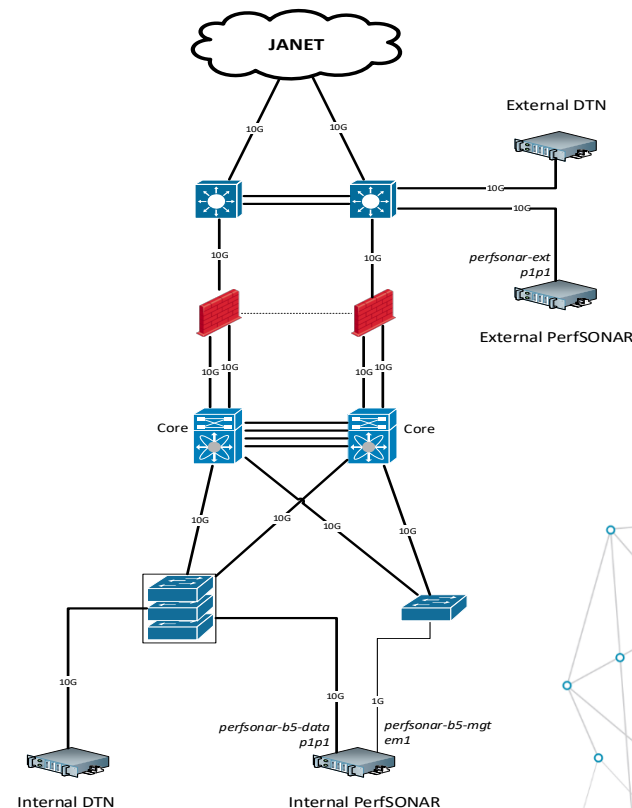 JANET
10G
10G
External DTN
10G
10G
perfsonar-ext
p1p1
10G
10G
External PerfSONAR
10G
10G
10G
10G
Core
Core
10G
10G
10G
10G
10G
10G
1G
perfsonar-b5-data
p1p1
perfsonar-b5-mgt
em1
Internal DTN
Internal PerfSONAR